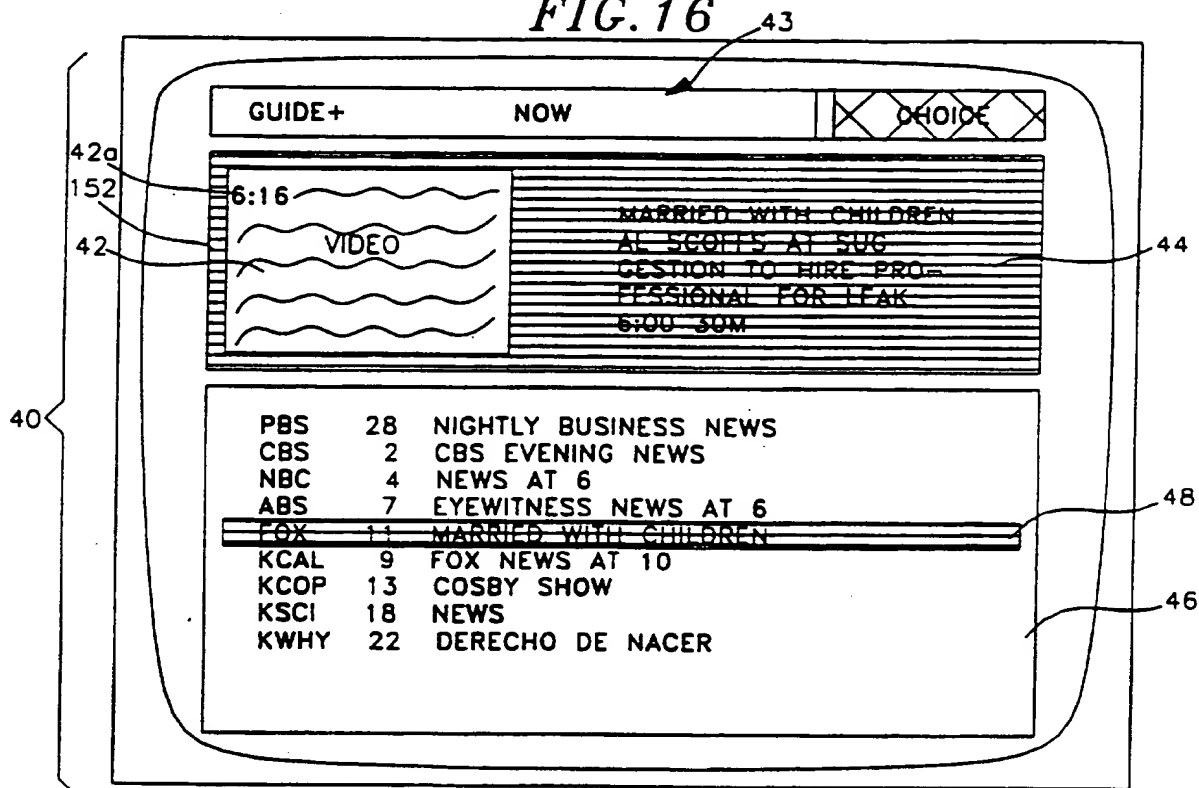 FIG. 16
43
GUIDE+ NOW CHOICE
42a
152
42
6:16
VIDEO
MARRIED WITH CHILDREN
AL SCOFFS AT SUG
GESTION TO HIRE PRO-
FESSIONAL FOR LEAK
6:00 30M
44
40
PBS 28 NIGHTLY BUSINESS NEWS
CBS 2 CBS EVENING NEWS
NBC 4 NEWS AT 6
ABS 7 EYEWITNESS NEWS AT 6
FOX 11 MARRIED WITH CHILDREN
KCAL 9 FOX NEWS AT 10
KCOP 13 COSBY SHOW
KSCI 18 NEWS
KWHY 22 DERECHO DE NACER
48
46